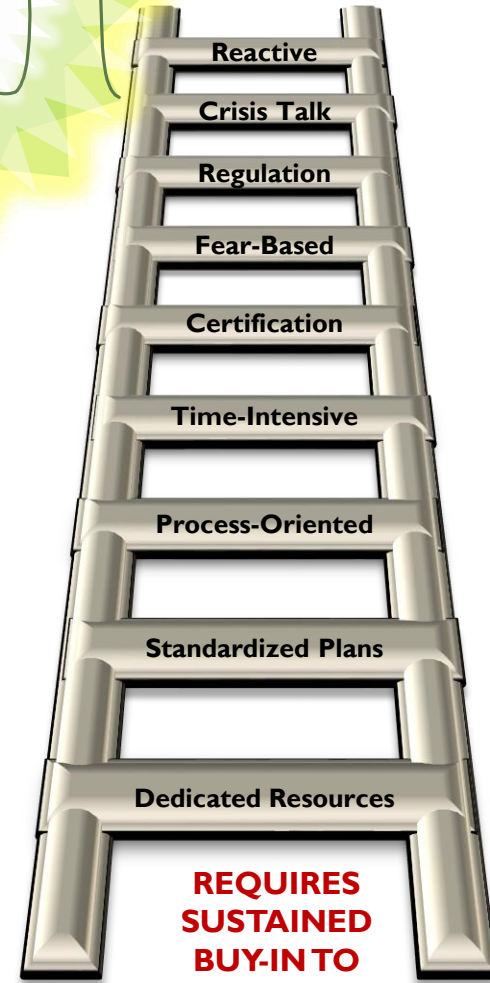 Reactive
Crisis Talk
Regulation
Fear-Based
Certification
Time-Intensive
Process-Oriented
Standardized Plans
Dedicated Resources
REQUIRES
SUSTAINED
BUY-IN TO